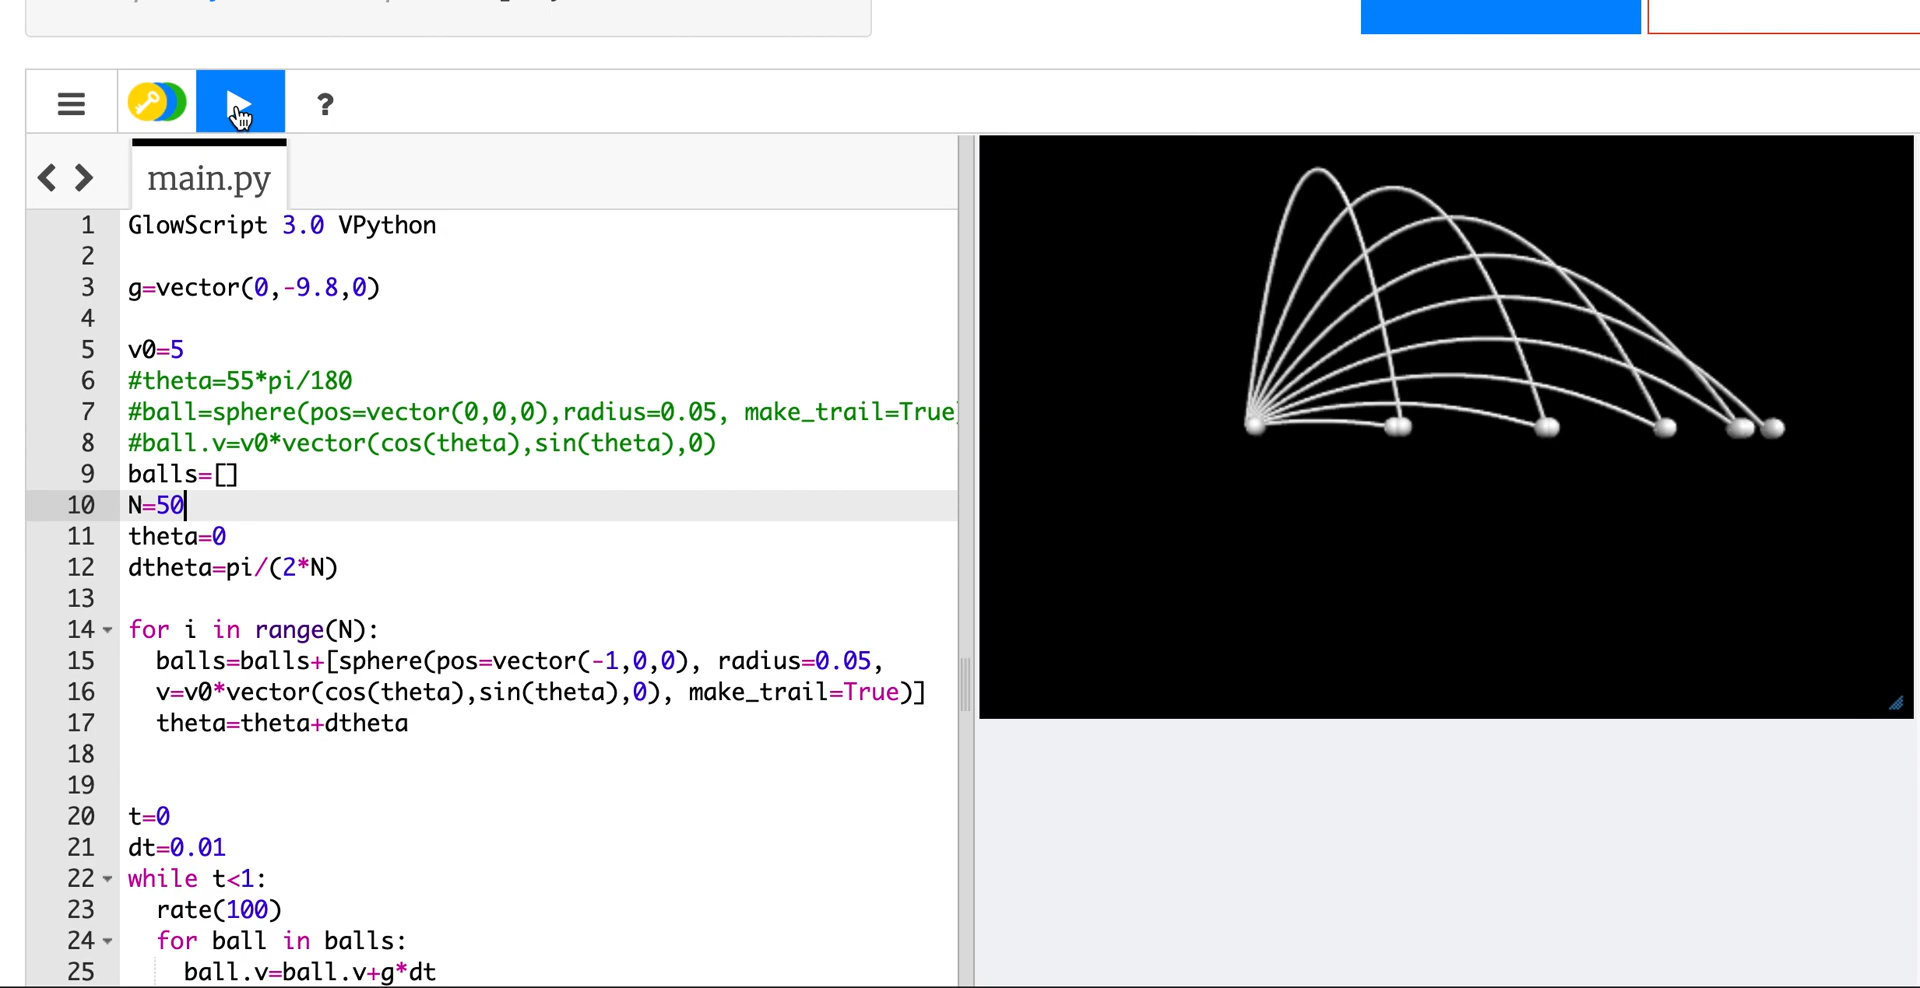 ?
main.py
1 GlowScript 3.0 VPython
2
3 g=vector(0,-9.8,0)
4
5 v0=5
6 #theta=55*pi/180
7 #ball=sphere(pos=vector(0,0,0),radius=0.05, make_trail=True
8 #ball.v=v0*vector(cos(theta),sin(theta),0)
9 balls=[]
10 N=50
11 theta=0
12 dtheta=pi/(2*N)
13
14 for i in range(N):
15 balls=balls+[sphere(pos=vector(-1,0,0), radius=0.05,
16 v=v0*vector(cos(theta),sin(theta),0), make_trail=True)]
17 theta=theta+dtheta
18
19
20 t=0
21 dt=0.01
22 while t<1:
23 rate(100)
24 for ball in balls:
25 ball.v=ball.v+g*dt